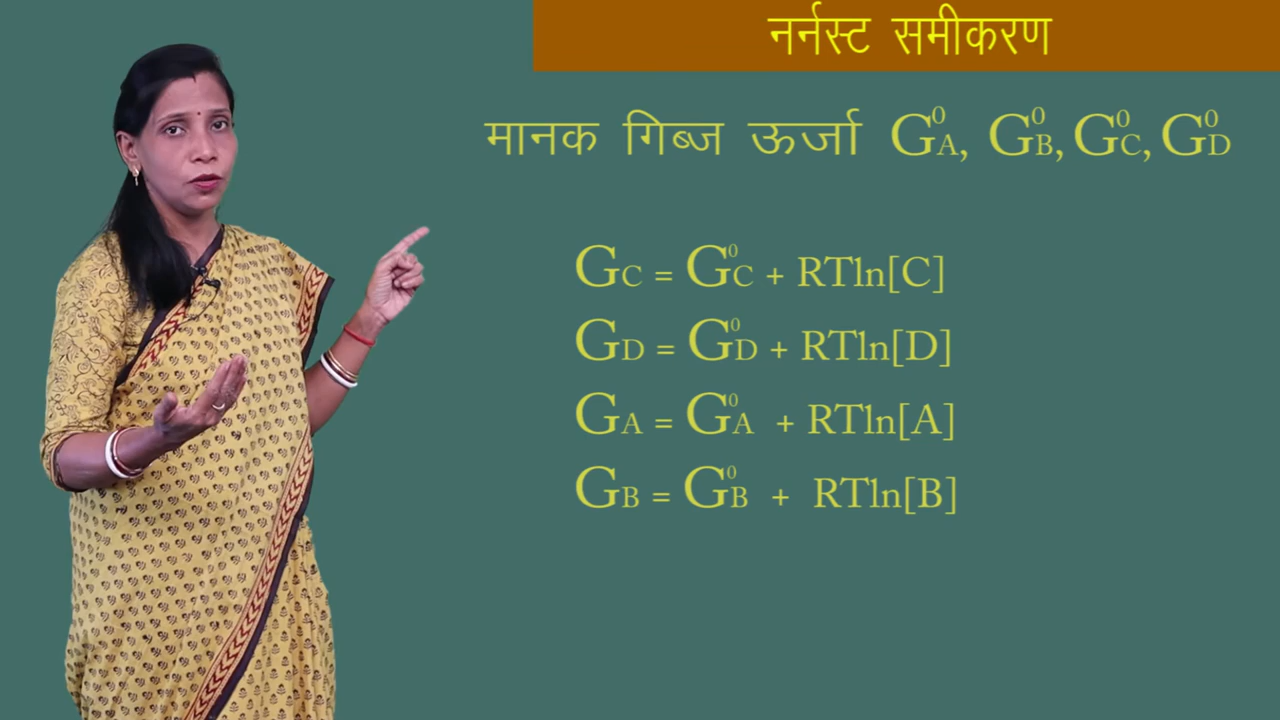 नर्नस्ट समीकरण
मानक गिब्ज ऊर्जा G⁰A, G⁰B, G⁰C, G⁰D
GC = G⁰C + RTln[C]
GD = G⁰D + RTln[D]
GA = G⁰A + RTln[A]
GB = G⁰B + RTln[B]